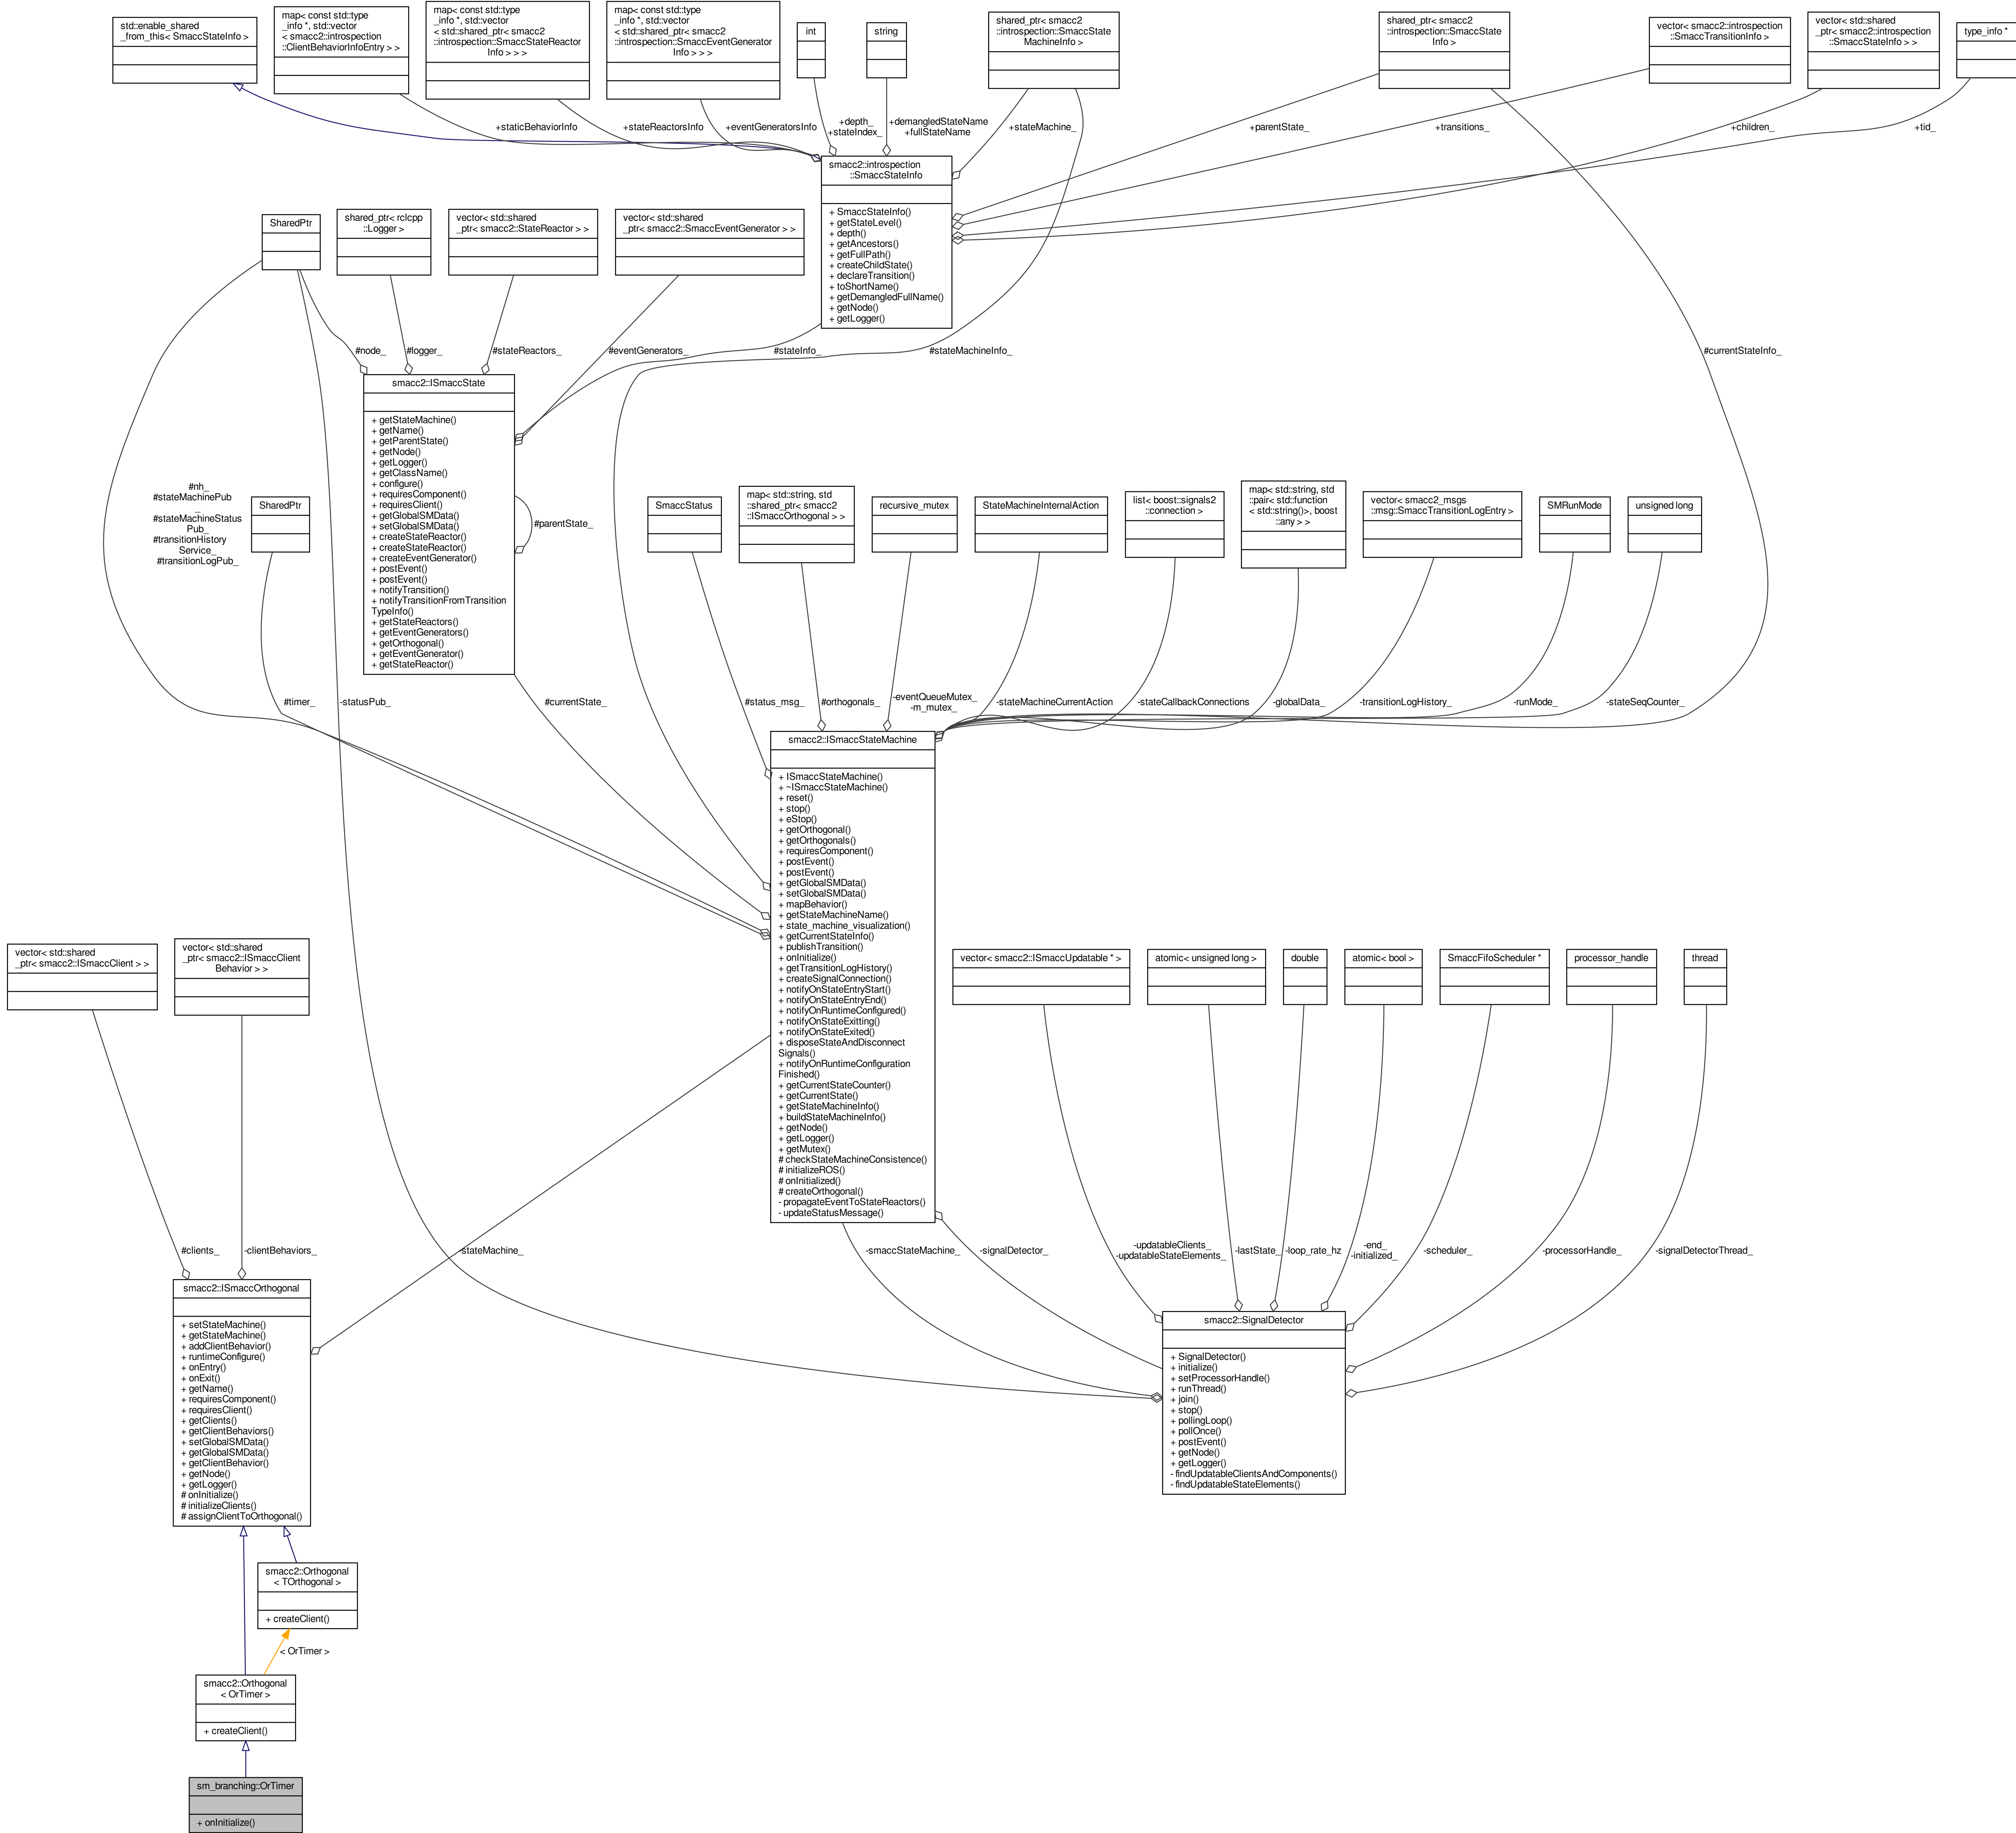 std::enable_shared
_from_this< SmaccStateInfo >
map< const std::type
_info *, std::vector
< smacc2::introspection
::ClientBehaviorInfoEntry > >
map< const std::type
_info *, std::vector
< std::shared_ptr< smacc2
::introspection::SmaccStateReactor
Info > > >
map< const std::type
_info *, std::vector
< std::shared_ptr< smacc2
::introspection::SmaccEventGenerator
Info > > >
int
string
shared_ptr< smacc2
::introspection::SmaccState
MachineInfo >
shared_ptr< smacc2
::introspection::SmaccState
Info >
vector< smacc2::introspection
::SmaccTransitionInfo >
vector< std::shared
_ptr< smacc2::introspection
::SmaccStateInfo > >
type_info *
+staticBehaviorInfo
+stateReactorsInfo
+eventGeneratorsInfo
+depth_
+stateIndex_
+demangledStateName
+fullStateName
+stateMachine_
+parentState_
+transitions_
+children_
+tid_
smacc2::introspection
::SmaccStateInfo
+ SmaccStateInfo()
+ getStateLevel()
+ depth()
+ getAncestors()
+ getFullPath()
+ createChildState()
+ declareTransition()
+ toShortName()
+ getDemangledFullName()
+ getNode()
+ getLogger()
SharedPtr
shared_ptr< rclcpp
::Logger >
vector< std::shared
_ptr< smacc2::StateReactor > >
vector< std::shared
_ptr< smacc2::SmaccEventGenerator > >
#node_
#logger_
#stateReactors_
#eventGenerators_
#stateInfo_
#stateMachineInfo_
#currentStateInfo_
smacc2::ISmaccState
+ getStateMachine()
+ getName()
+ getParentState()
+ getNode()
+ getLogger()
+ getClassName()
+ configure()
+ requiresComponent()
+ requiresClient()
+ getGlobalSMData()
+ setGlobalSMData()
+ createStateReactor()
+ createStateReactor()
+ createEventGenerator()
+ postEvent()
+ postEvent()
+ notifyTransition()
+ notifyTransitionFromTransition
TypeInfo()
+ getStateReactors()
+ getEventGenerators()
+ getOrthogonal()
+ getEventGenerator()
+ getStateReactor()
#parentState_
#nh_
#stateMachinePub
_
#stateMachineStatus
Pub_
#transitionHistory
Service_
#transitionLogPub_
SharedPtr
SmaccStatus
map< std::string, std
::shared_ptr< smacc2
::ISmaccOrthogonal > >
recursive_mutex
StateMachineInternalAction
list< boost::signals2
::connection >
map< std::string, std
::pair< std::function
< std::string()>, boost
::any > >
vector< smacc2_msgs
::msg::SmaccTransitionLogEntry >
SMRunMode
unsigned long
#timer_
-statusPub_
#currentState_
#status_msg_
#orthogonals_
-eventQueueMutex_
-m_mutex_
-stateMachineCurrentAction
-stateCallbackConnections
-globalData_
-transitionLogHistory_
-runMode_
-stateSeqCounter_
smacc2::ISmaccStateMachine
+ ISmaccStateMachine()
+ ~ISmaccStateMachine()
+ reset()
+ stop()
+ eStop()
+ getOrthogonal()
+ getOrthogonals()
+ requiresComponent()
+ postEvent()
+ postEvent()
+ getGlobalSMData()
+ setGlobalSMData()
+ mapBehavior()
+ getStateMachineName()
+ state_machine_visualization()
+ getCurrentStateInfo()
+ publishTransition()
+ onInitialize()
+ getTransitionLogHistory()
+ createSignalConnection()
+ notifyOnStateEntryStart()
+ notifyOnStateEntryEnd()
+ notifyOnRuntimeConfigured()
+ notifyOnStateExitting()
+ notifyOnStateExited()
+ disposeStateAndDisconnect
Signals()
+ notifyOnRuntimeConfiguration
Finished()
+ getCurrentStateCounter()
+ getCurrentState()
+ getStateMachineInfo()
+ buildStateMachineInfo()
+ getNode()
+ getLogger()
+ getMutex()
# checkStateMachineConsistence()
# initializeROS()
# onInitialized()
# createOrthogonal()
- propagateEventToStateReactors()
- updateStatusMessage()
vector< std::shared
_ptr< smacc2::ISmaccClient > >
vector< std::shared
_ptr< smacc2::ISmaccClient
Behavior > >
vector< smacc2::ISmaccUpdatable * >
atomic< unsigned long >
double
atomic< bool >
SmaccFifoScheduler *
processor_handle
thread
#clients_
-clientBehaviors_
-stateMachine_
-smaccStateMachine_
-signalDetector_
-updatableClients_
-updatableStateElements_
-lastState_
-loop_rate_hz
-end_
-initialized_
-scheduler_
-processorHandle_
-signalDetectorThread_
smacc2::ISmaccOrthogonal
+ setStateMachine()
+ getStateMachine()
+ addClientBehavior()
+ runtimeConfigure()
+ onEntry()
+ onExit()
+ getName()
+ requiresComponent()
+ requiresClient()
+ getClients()
+ getClientBehaviors()
+ setGlobalSMData()
+ getGlobalSMData()
+ getClientBehavior()
+ getNode()
+ getLogger()
# onInitialize()
# initializeClients()
# assignClientToOrthogonal()
smacc2::SignalDetector
+ SignalDetector()
+ initialize()
+ setProcessorHandle()
+ runThread()
+ join()
+ stop()
+ pollingLoop()
+ pollOnce()
+ postEvent()
+ getNode()
+ getLogger()
- findUpdatableClientsAndComponents()
- findUpdatableStateElements()
smacc2::Orthogonal
< TOrthogonal >
+ createClient()
< OrTimer >
smacc2::Orthogonal
< OrTimer >
+ createClient()
sm_branching::OrTimer
+ onInitialize()